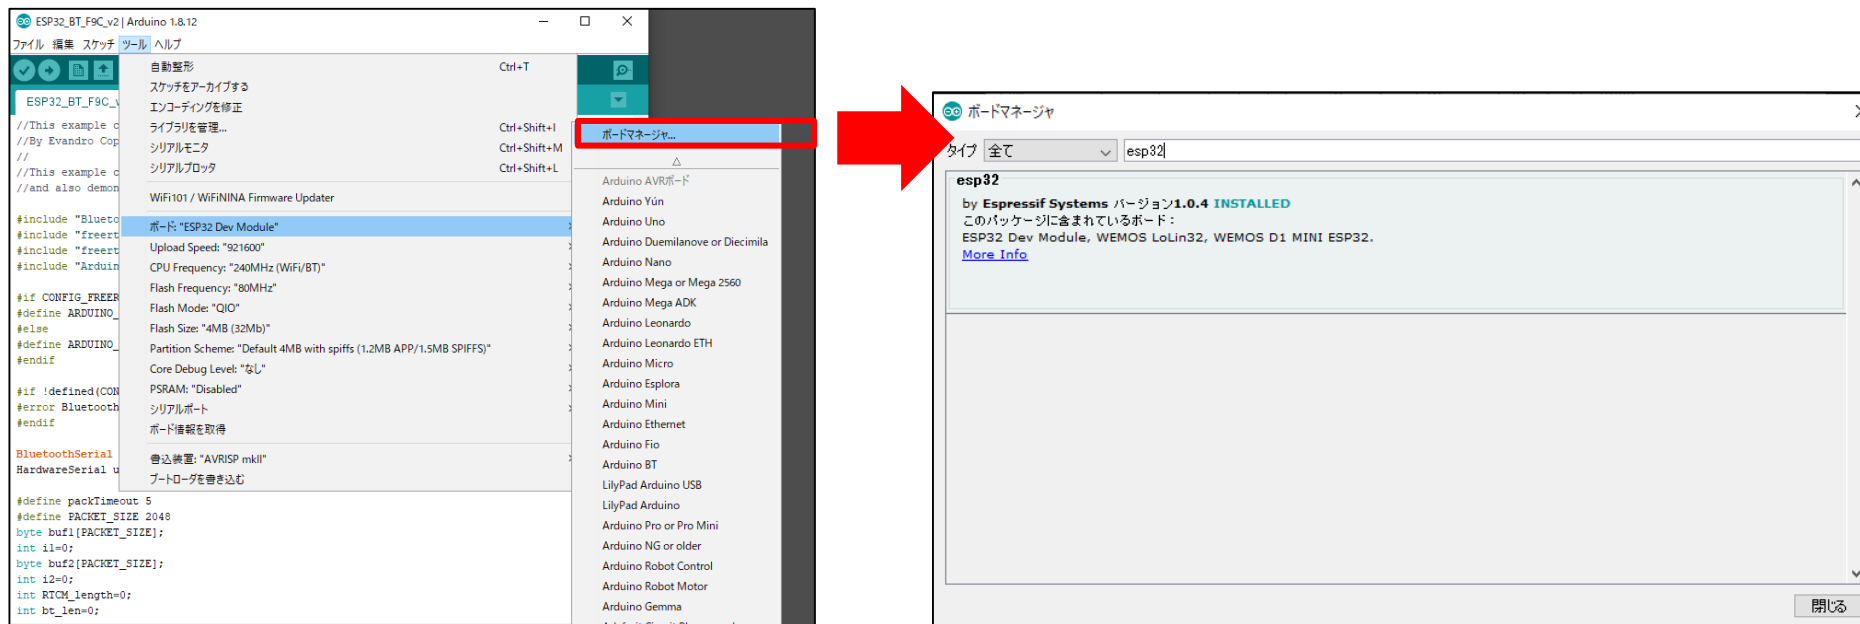 ESP32_BT_F9C_v2 | Arduino 1.8.12
ファイル 編集 スケッチ ツール ヘルプ
ESP32_BT_F9C_v
//This example c
//By Evandro Cop
//
//This example c
//and also demon
#include "Blueto
#include "freert
#include "freert
#include "Arduin
#if CONFIG_FREER
#define ARDUINO_
#else
#define ARDUINO_
#endif
#if !defined(CON
#error Bluetooth
#endif
BluetoothSerial
HardwareSerial u
#define packTimeout 5
#define PACKET_SIZE 2048
byte buf1[PACKET_SIZE];
int i1=0;
byte buf2[PACKET_SIZE];
int i2=0;
int RTCM_length=0;
int bt_len=0;
自動整形 Ctrl+T
スケッチをアーカイブする
エンコーディングを修正
ライブラリを管理... Ctrl+Shift+I
シリアルモニタ Ctrl+Shift+M
シリアルプロッタ Ctrl+Shift+L
WiFi101 / WiFiNINA Firmware Updater
ボード: "ESP32 Dev Module"
Upload Speed: "921600"
CPU Frequency: "240MHz (WiFi/BT)"
Flash Frequency: "80MHz"
Flash Mode: "QIO"
Flash Size: "4MB (32Mb)"
Partition Scheme: "Default 4MB with spiffs (1.2MB APP/1.5MB SPIFFS)"
Core Debug Level: "なし"
PSRAM: "Disabled"
シリアルポート
ボード情報を取得
書込装置: "AVRISP mkII"
ブートローダを書き込む
ボードマネージャ...
Arduino AVRボード
Arduino Yún
Arduino Uno
Arduino Duemilanove or Diecimila
Arduino Nano
Arduino Mega or Mega 2560
Arduino Mega ADK
Arduino Leonardo
Arduino Leonardo ETH
Arduino Micro
Arduino Esplora
Arduino Mini
Arduino Ethernet
Arduino Fio
Arduino BT
LilyPad Arduino USB
LilyPad Arduino
Arduino Pro or Pro Mini
Arduino NG or older
Arduino Robot Control
Arduino Robot Motor
Arduino Gemma
ボードマネージャ
タイプ 全て esp32
esp32
by Espressif Systems バージョン1.0.4 INSTALLED
このパッケージに含まれているボード：
ESP32 Dev Module, WEMOS LoLin32, WEMOS D1 MINI ESP32.
More Info
閉じる